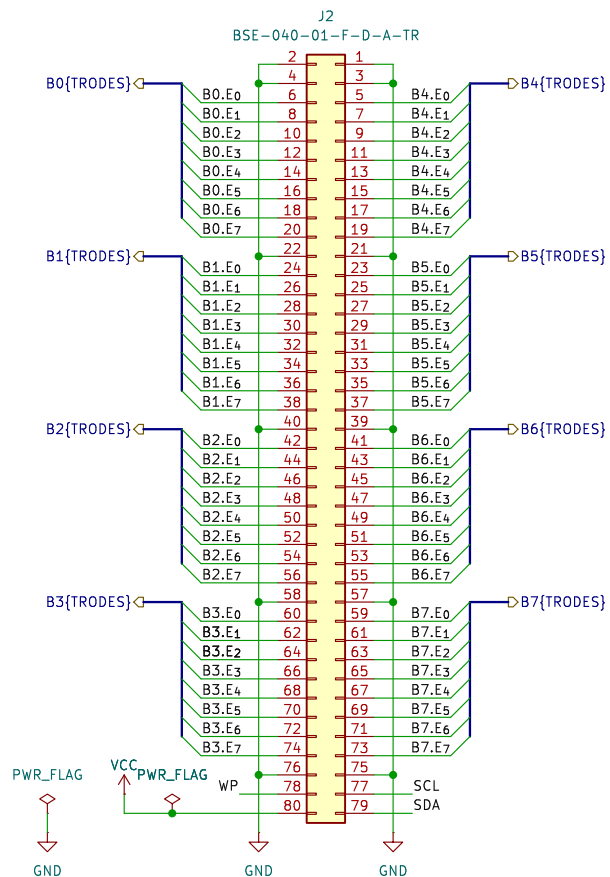 J2
BSE-040-01-F-D-A-TR
2 1
B0{TRODES} 4 3 B4{TRODES}
B0.E0 6 5 B4.E0
B0.E1 8 7 B4.E1
B0.E2 10 9 B4.E2
B0.E3 12 11 B4.E3
B0.E4 14 13 B4.E4
B0.E5 16 15 B4.E5
B0.E6 18 17 B4.E6
B0.E7 20 19 B4.E7
B1{TRODES} 22 21 B5{TRODES}
B1.E0 24 23 B5.E0
B1.E1 26 25 B5.E1
B1.E2 28 27 B5.E2
B1.E3 30 29 B5.E3
B1.E4 32 31 B5.E4
B1.E5 34 33 B5.E5
B1.E6 36 35 B5.E6
B1.E7 38 37 B5.E7
B2{TRODES} 40 39 B6{TRODES}
B2.E0 42 41 B6.E0
B2.E1 44 43 B6.E1
B2.E2 46 45 B6.E2
B2.E3 48 47 B6.E3
B2.E4 50 49 B6.E4
B2.E5 52 51 B6.E5
B2.E6 54 53 B6.E6
B2.E7 56 55 B6.E7
B3{TRODES} 58 57 B7{TRODES}
B3.E0 60 59 B7.E0
B3.E1 62 61 B7.E1
B3.E2 64 63 B7.E2
B3.E3 66 65 B7.E3
B3.E4 68 67 B7.E4
B3.E5 70 69 B7.E5
B3.E6 72 71 B7.E6
B3.E7 74 73 B7.E7
VCC 76 75
PWR_FLAG PWR_FLAG
WP 78 77 SCL
80 79 SDA
GND GND GND